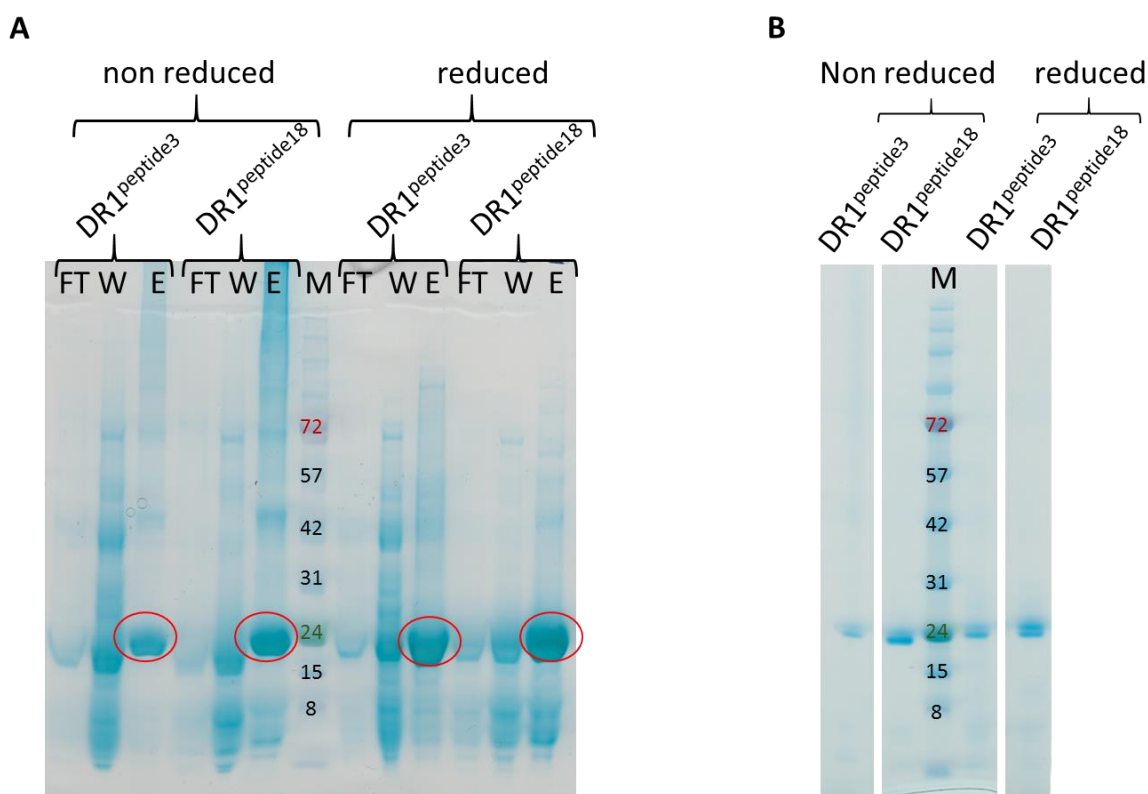 A
non reduced
reduced
DR1peptide3
DR1peptide18
DR1peptide3
DR1peptide18
FT W E FT W E M FT W E FT W E
72
57
42
31
24
15
8
B
Non reduced
reduced
DR1peptide3
DR1peptide18
DR1peptide3
DR1peptide18
M
72
57
42
31
24
15
8